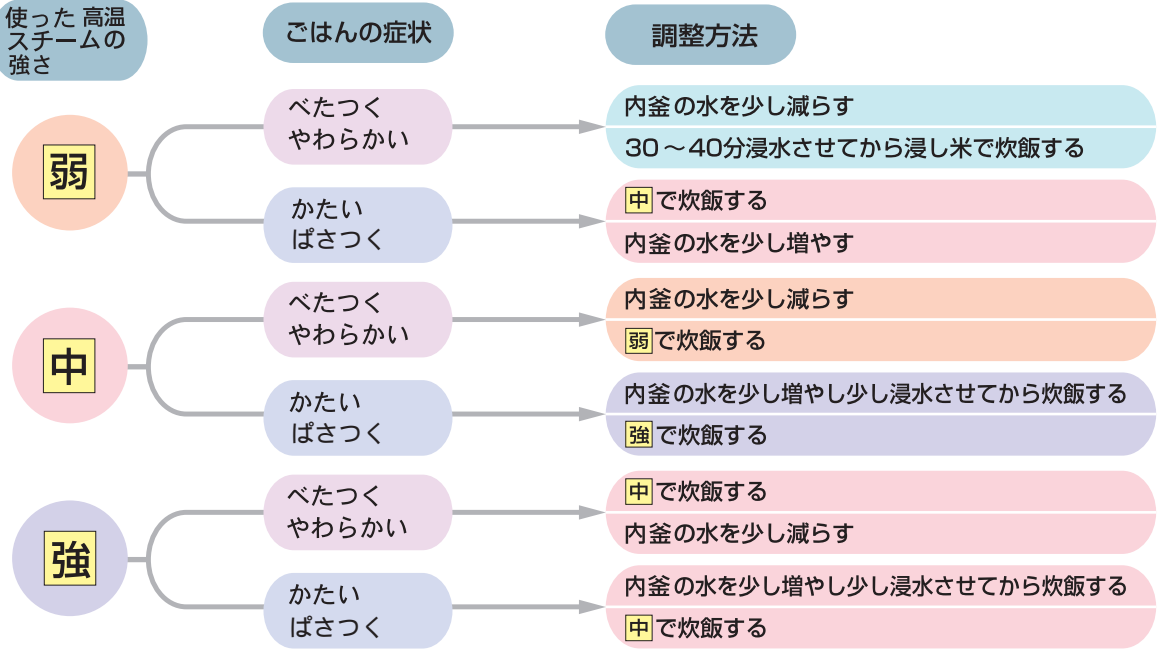 使った 高温
スチームの
強さ
ごはんの症状
調整方法
弱
べたつく
やわらかい
内釜の水を少し減らす
30～40分浸水させてから浸し米で炊飯する
かたい
ぱさつく
中で炊飯する
内釜の水を少し増やす
中
べたつく
やわらかい
内釜の水を少し減らす
弱で炊飯する
かたい
ぱさつく
内釜の水を少し増やし少し浸水させてから炊飯する
強で炊飯する
強
べたつく
やわらかい
中で炊飯する
内釜の水を少し減らす
かたい
ぱさつく
内釜の水を少し増やし少し浸水させてから炊飯する
中で炊飯する